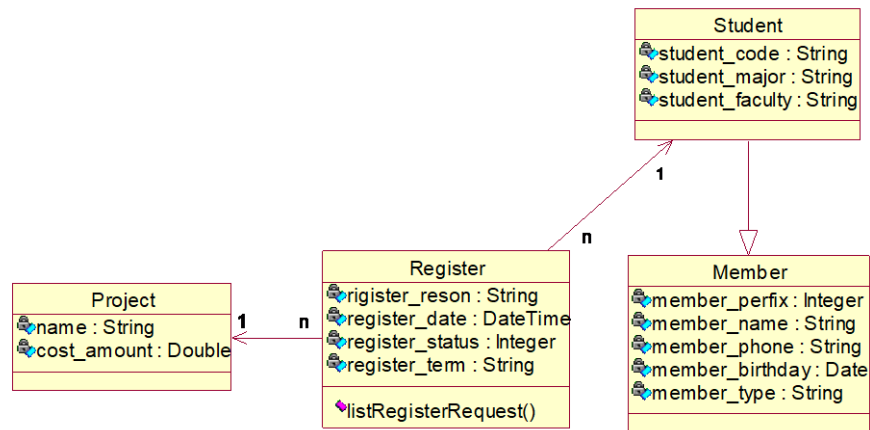 Student
student_code : String
student_major : String
student_faculty : String
1
n
Register
rigister_reson : String
register_date : DateTime
register_status : Integer
register_term : String
listRegisterRequest()
Member
member_perfix : Integer
member_name : String
member_phone : String
member_birthday : Date
member_type : String
Project
name : String
cost_amount : Double
1
n